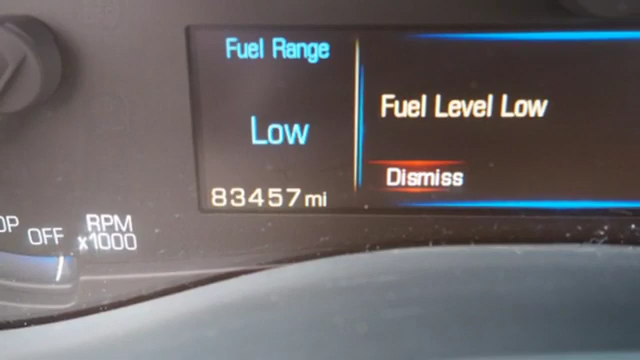 Fuel Range
Low
83457 mi
Fuel Level Low
Dismiss
OFF
RPM
x1000